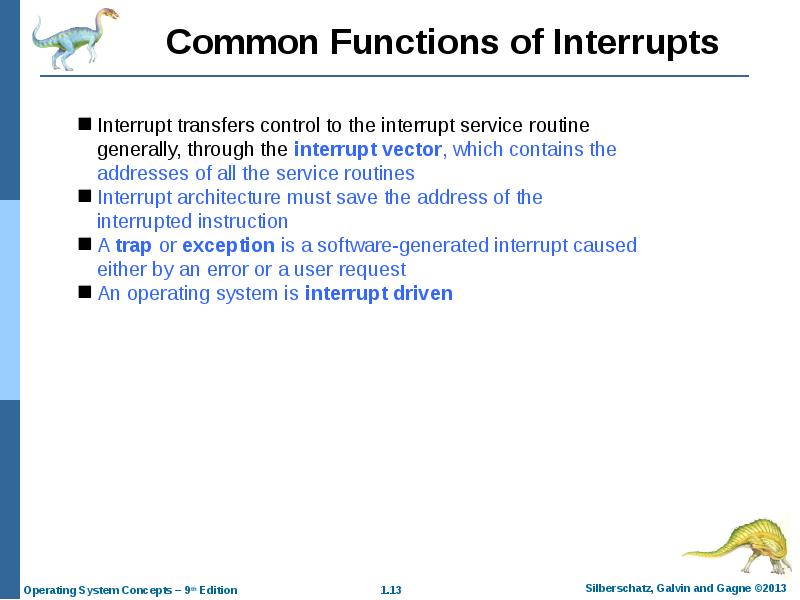 Common Functions of Interrupts
■ Interrupt transfers control to the interrupt service routine
generally, through the interrupt vector, which contains the
addresses of all the service routines
■ Interrupt architecture must save the address of the
interrupted instruction
■ A trap or exception is a software-generated interrupt caused
either by an error or a user request
■ An operating system is interrupt driven
Operating System Concepts – 9th Edition
1.13
Silberschatz, Galvin and Gagne ©2013